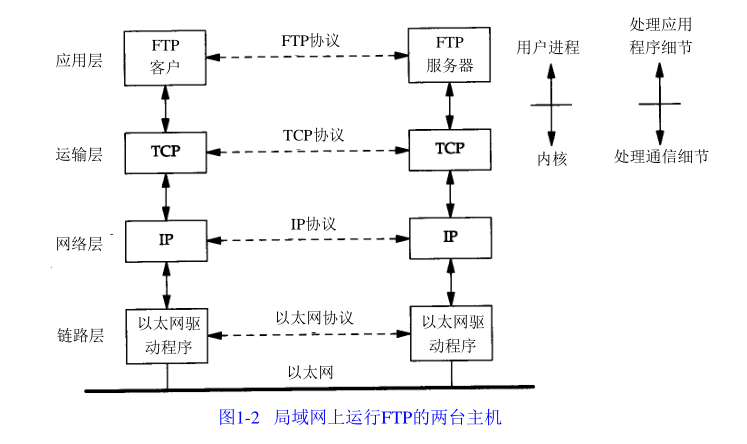 应用层
FTP
客户
FTP协议
FTP
服务器
用户进程
处理应用
程序细节
运输层
TCP
TCP协议
TCP
内核
处理通信细节
网络层
IP
IP协议
IP
链路层
以太网驱
动程序
以太网协议
以太网驱
动程序
以太网
图1-2 局域网上运行FTP的两台主机